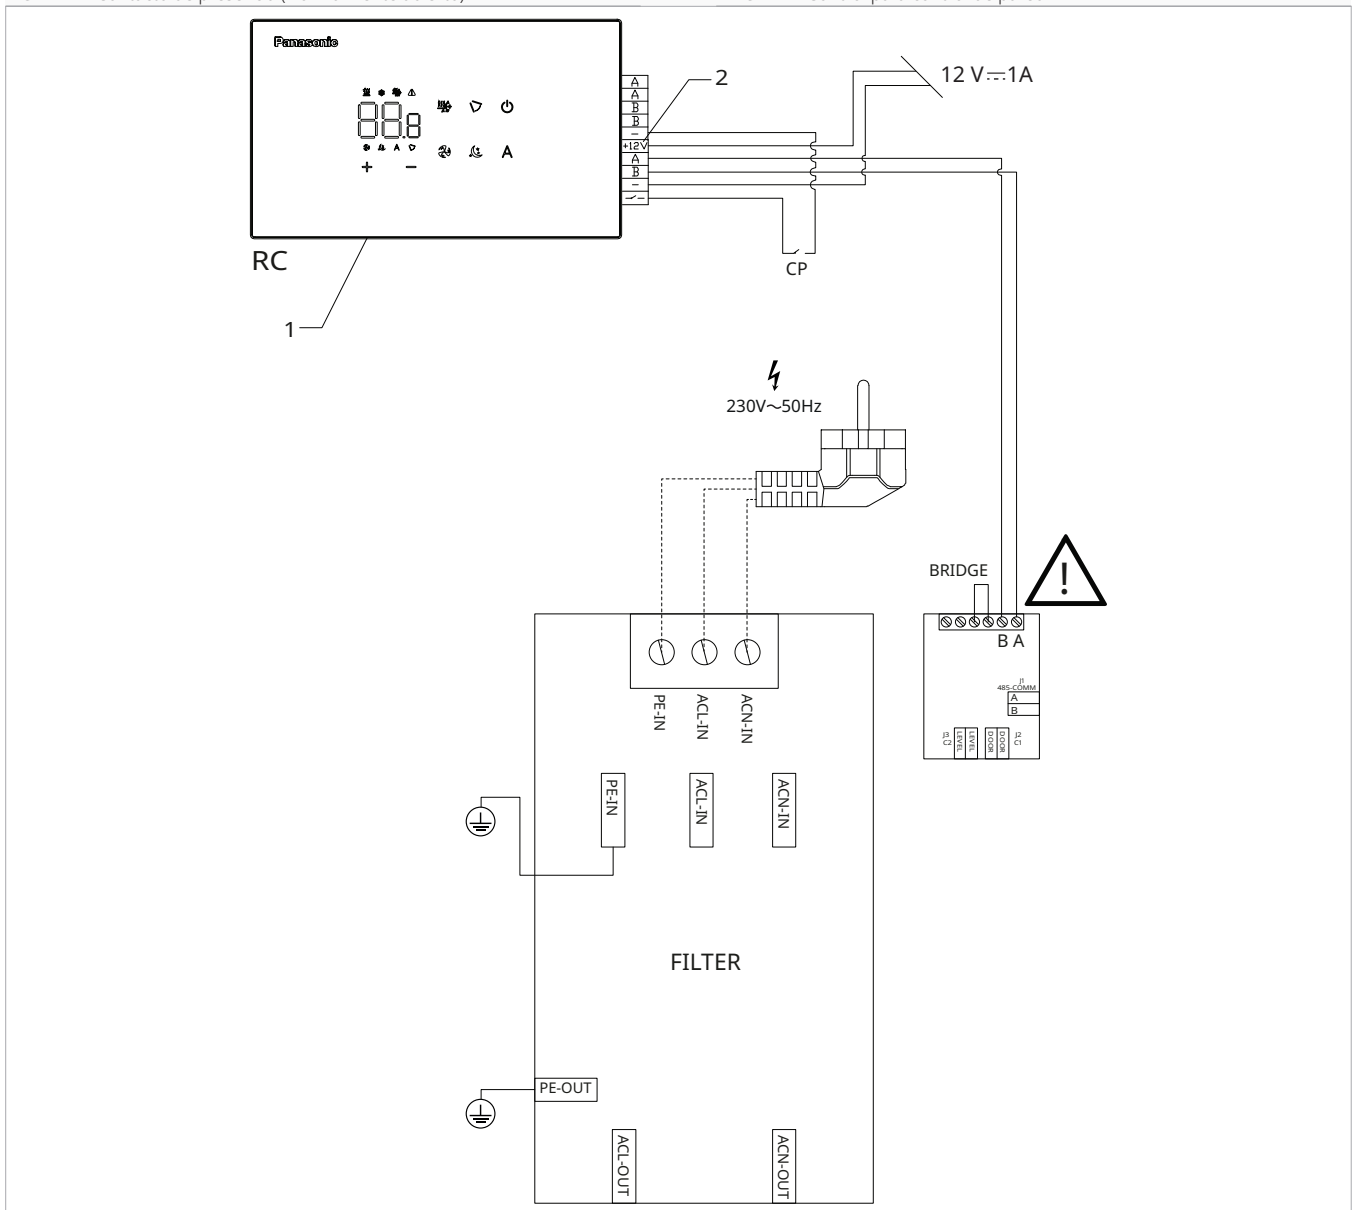 Panasonic
88.8
A
A
A
A
B
B
–
+12V
A
B
–
2
12 V⎓1A
RC
CP
1
230V~50Hz
BRIDGE
!
B A
J1
485-COMM
A
B
J3
C2
LEVEL
LEVEL
DOOR
DOOR
J2
C1
PE-IN
ACL-IN
ACN-IN
PE-IN
ACL-IN
ACN-IN
FILTER
PE-OUT
ACL-OUT
ACN-OUT